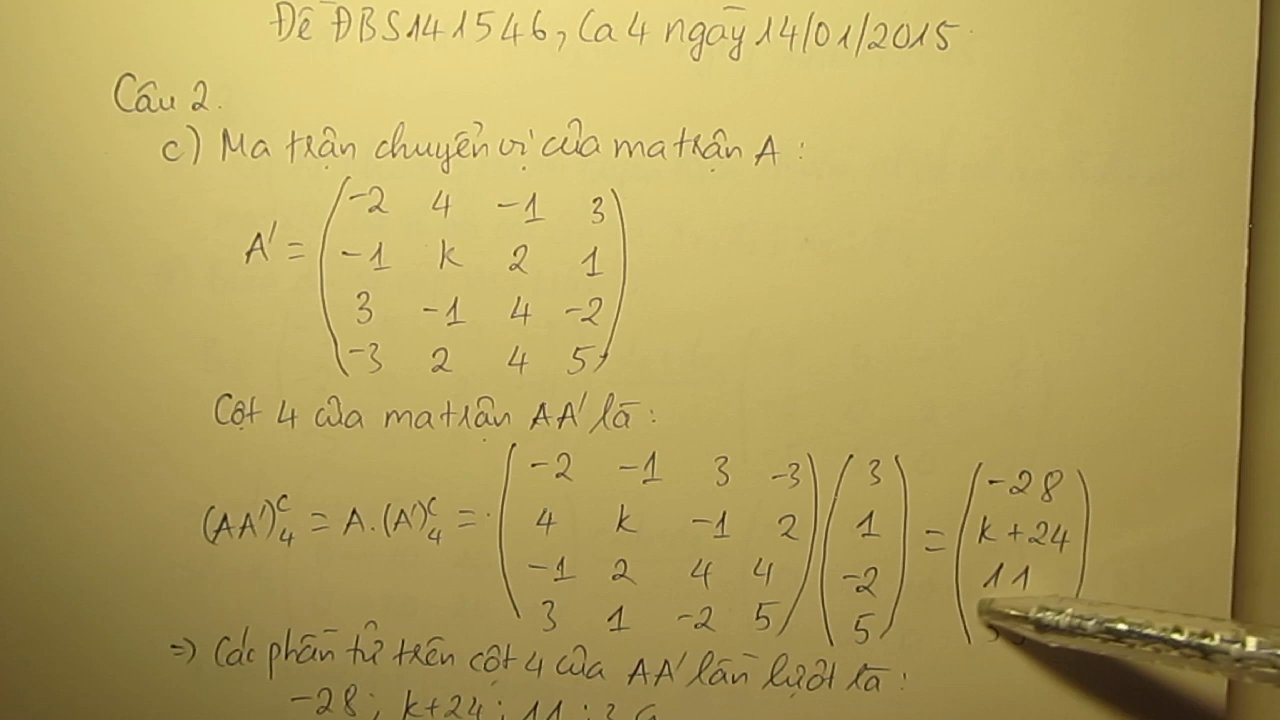 Đề ĐBS141546, Ca 4 ngày 14/01/2015
Câu 2.
c) Ma trận chuyển vị của ma trận A :
-2 4 -1 3
A' = -1 k 2 1
3 -1 4 -2
-3 2 4 5
Cột 4 của ma trận AA' là :
-2 -1 3 -3 3 -28
(AA')ᶜ₄ = A.(A')ᶜ₄ = 4 k -1 2 1 = k+24
-1 2 4 4 -2 11
3 1 -2 5 5
=> Các phần tử trên cột 4 của AA' lần lượt là :
-28 ; k+24 ; 11 ;